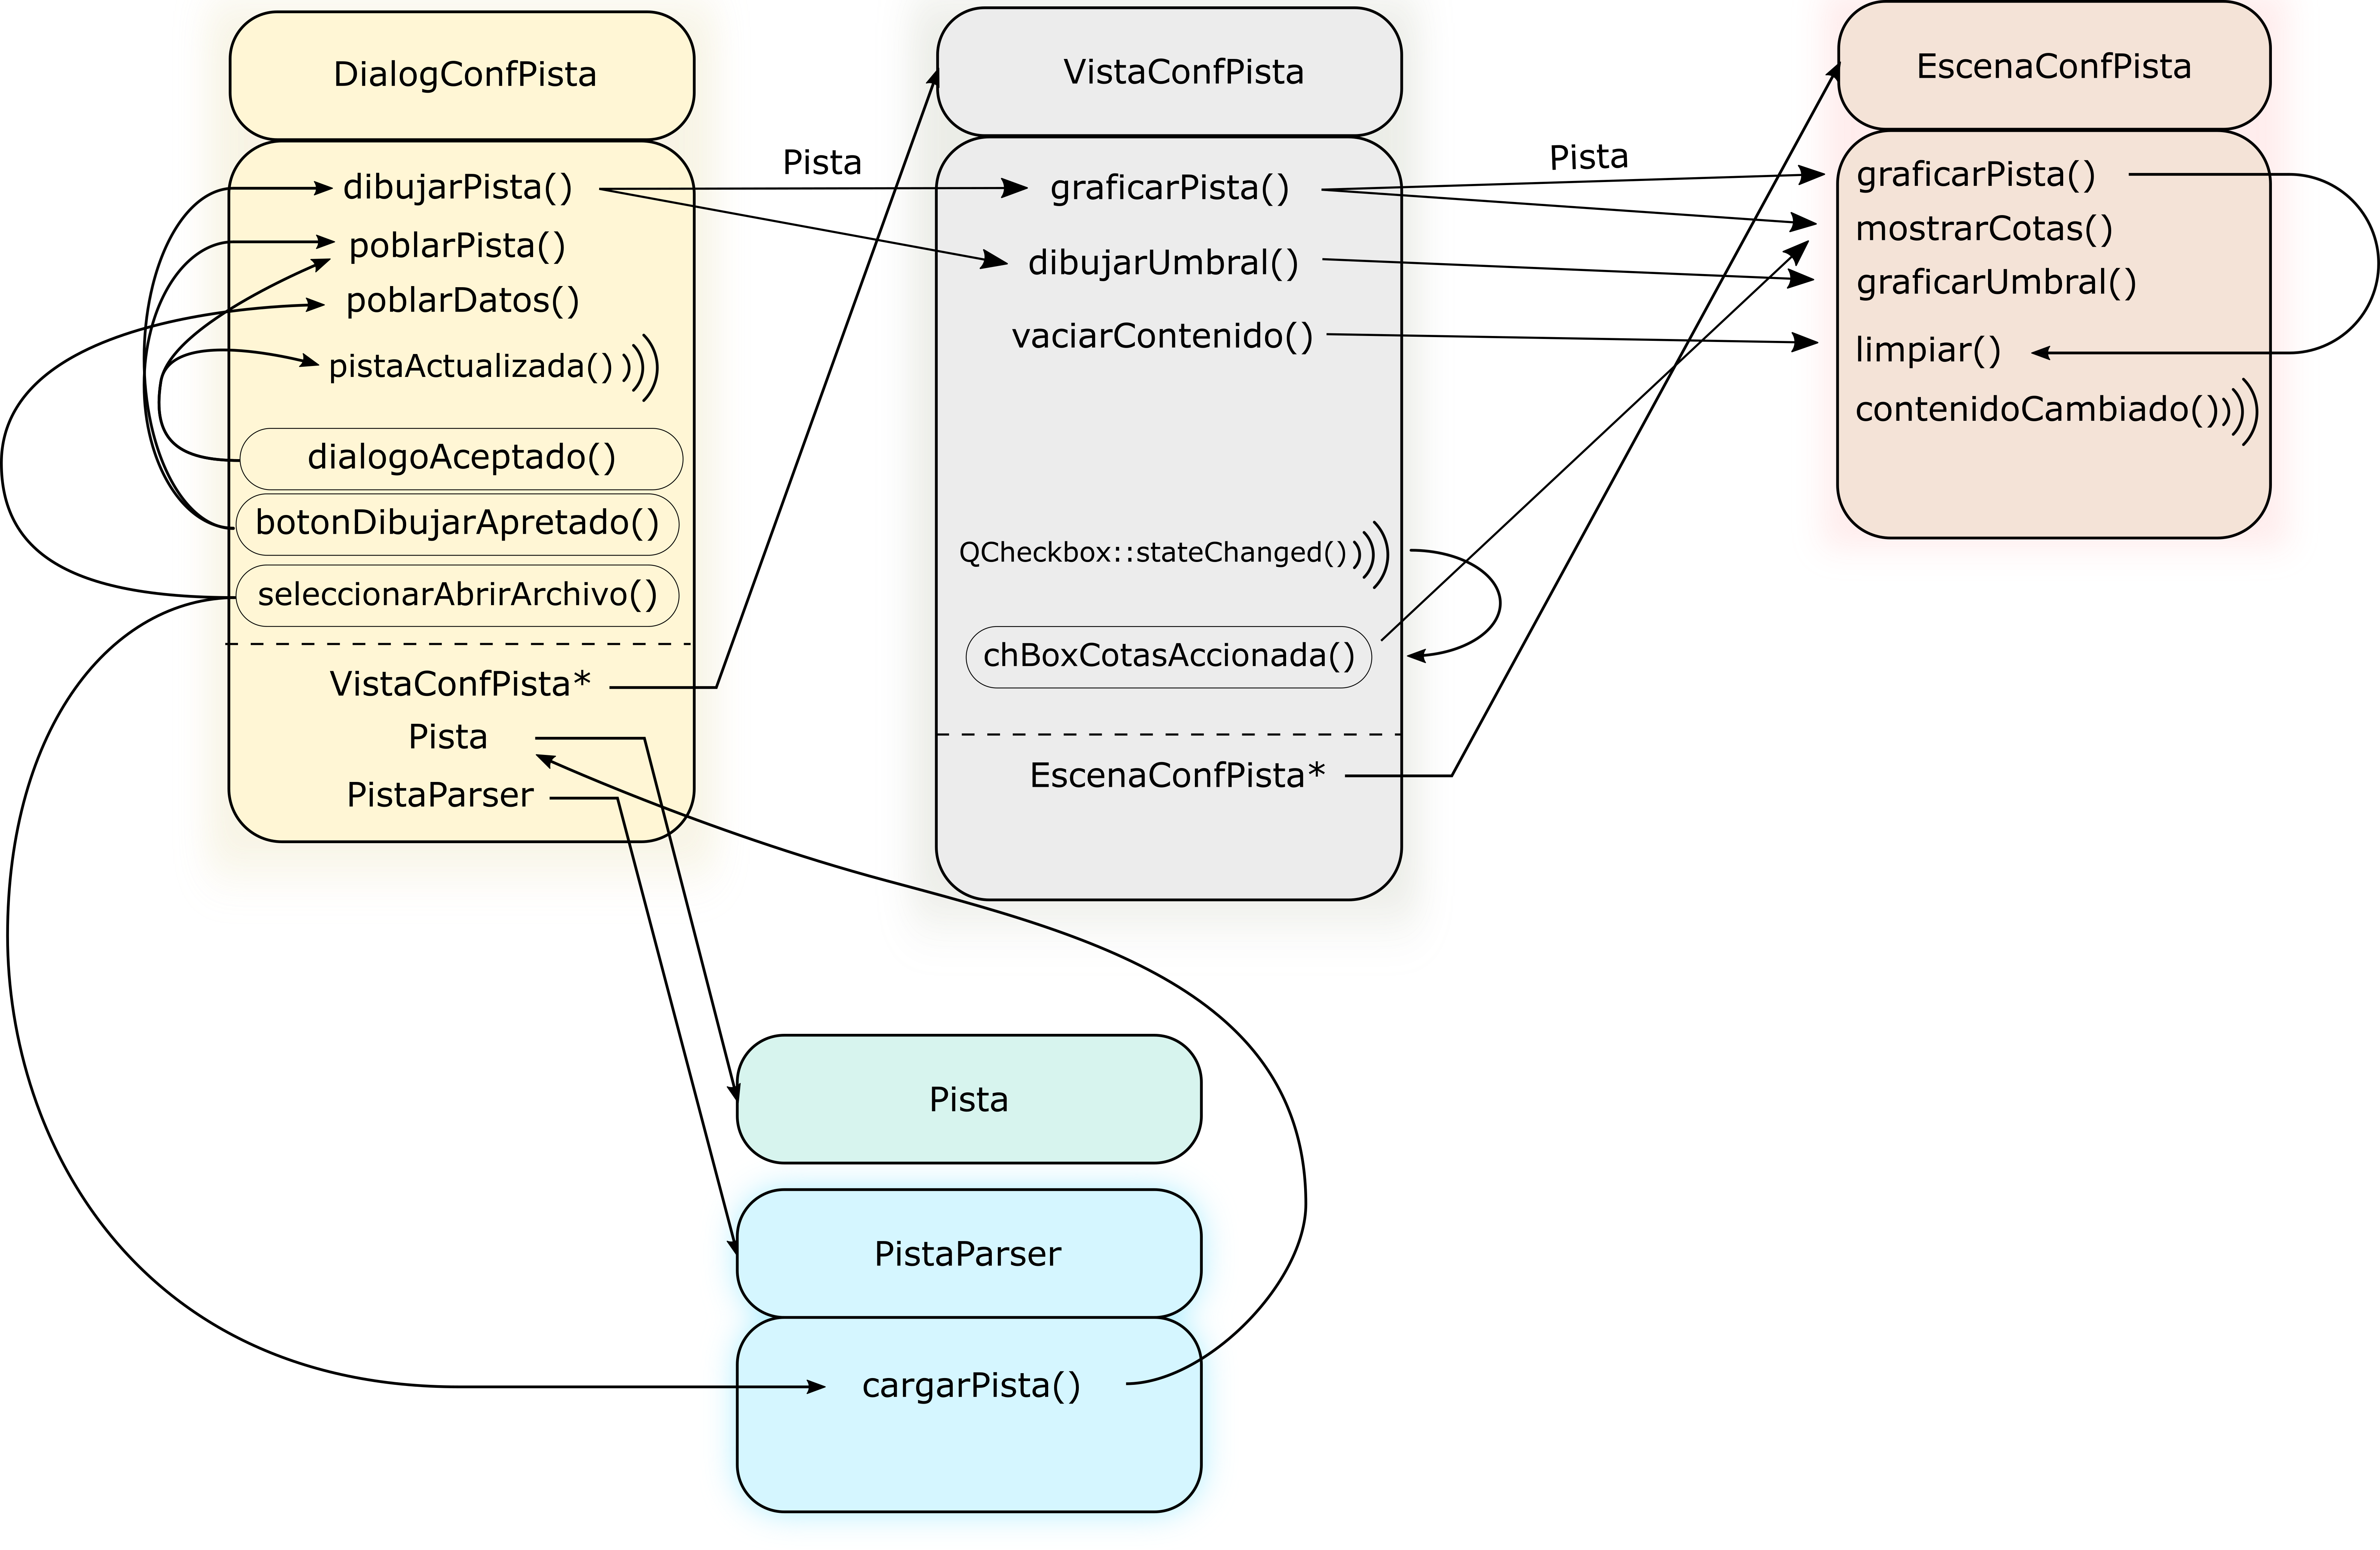 DialogConfPista
dibujarPista()
poblarPista()
poblarDatos()
pistaActualizada()
dialogoAceptado()
botonDibujarApretado()
seleccionarAbrirArchivo()
VistaConfPista*
Pista
PistaParser
Pista
VistaConfPista
graficarPista()
dibujarUmbral()
vaciarContenido()
QCheckbox::stateChanged()
chBoxCotasAccionada()
EscenaConfPista*
Pista
EscenaConfPista
graficarPista()
mostrarCotas()
graficarUmbral()
limpiar()
contenidoCambiado()
Pista
PistaParser
cargarPista()